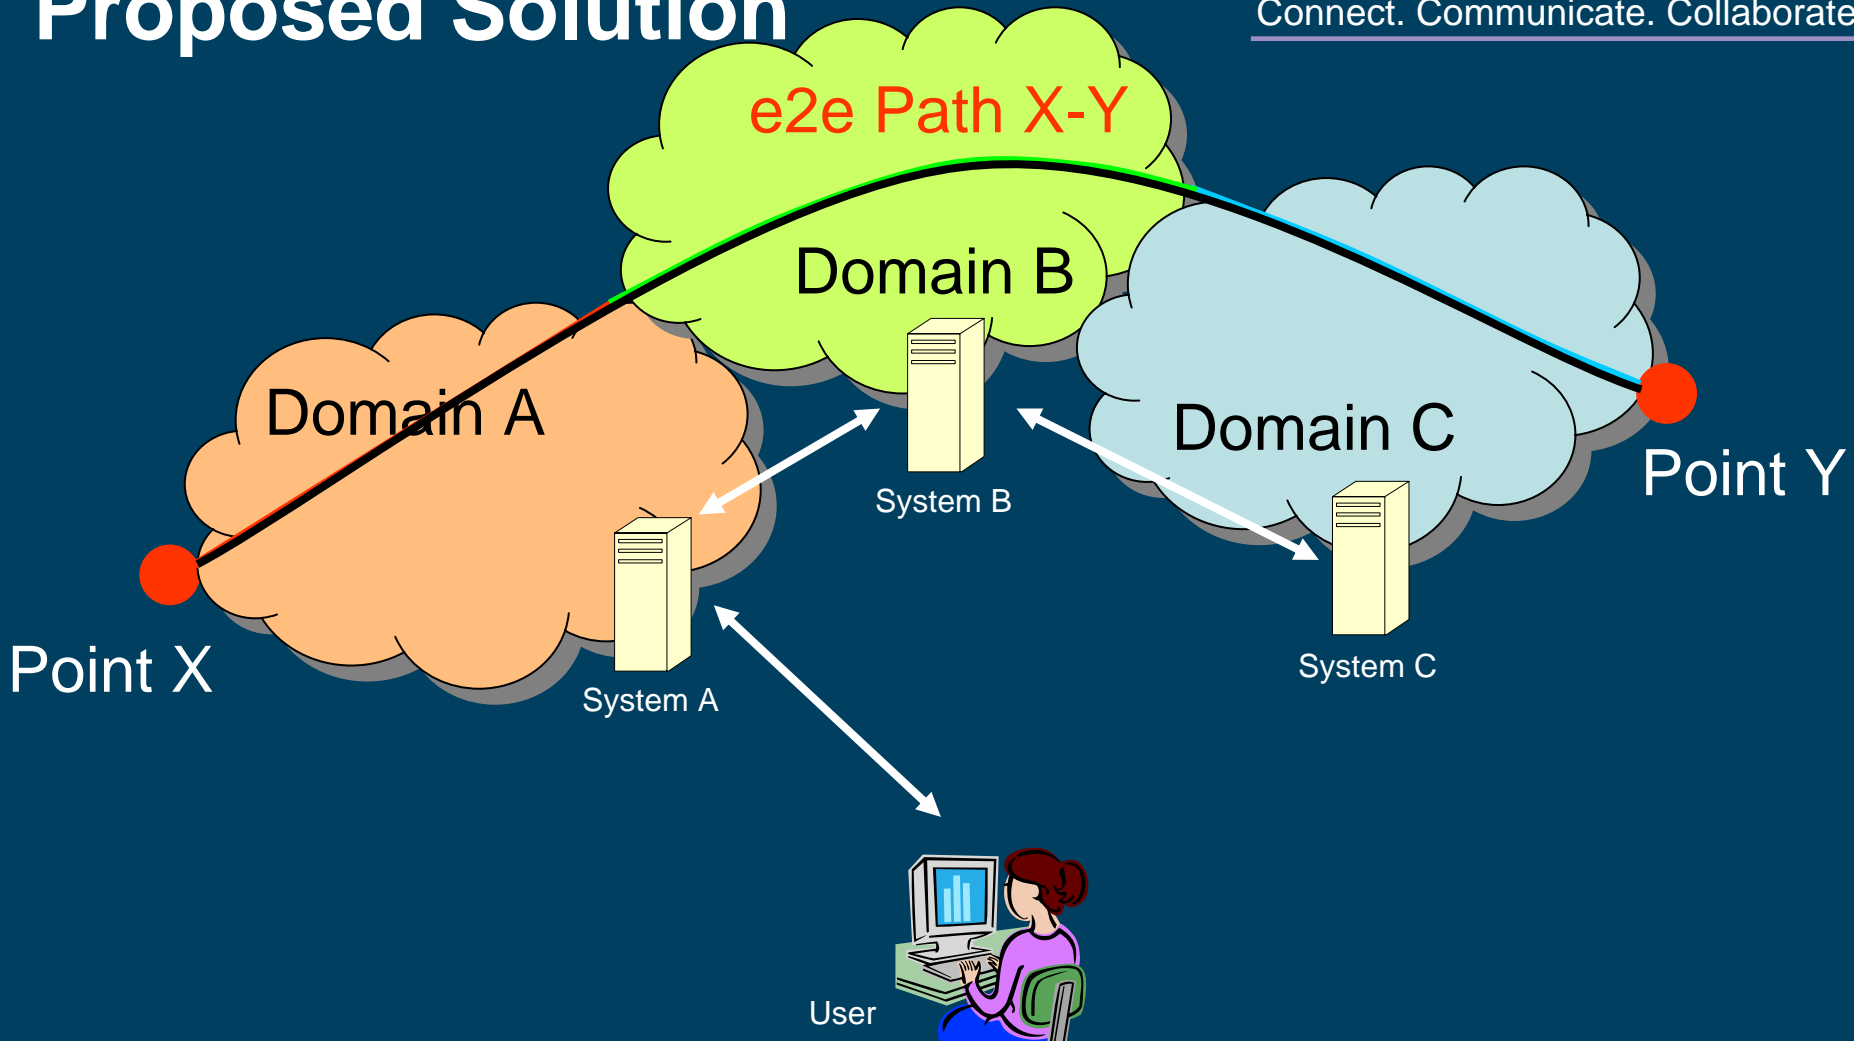 Proposed Solution
Connect. Communicate. Collaborate
e2e Path X-Y
Domain B
Domain A
Domain C
Point Y
System B
Point X
System C
System A
User